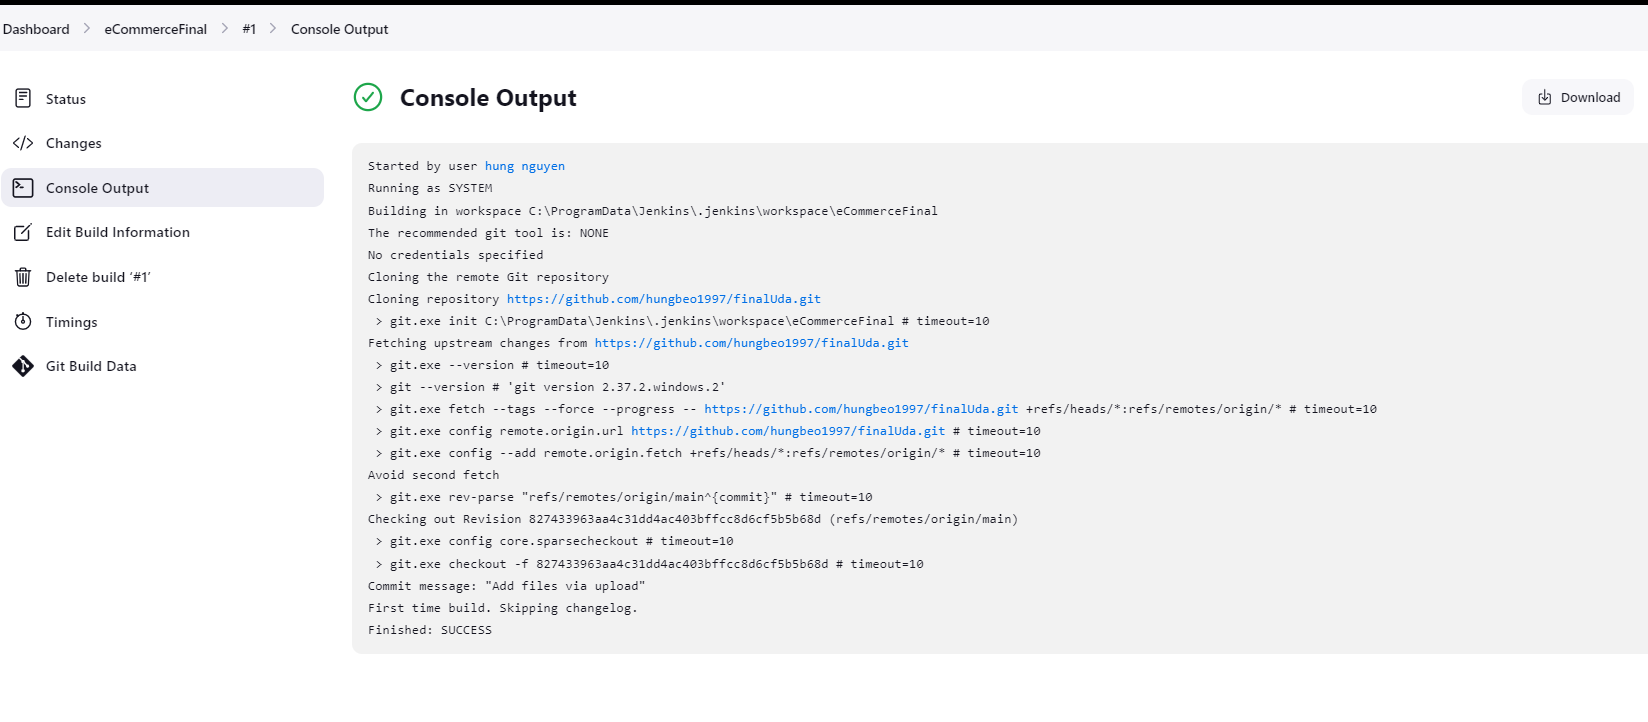 Dashboard > eCommerceFinal > #1 > Console Output
Status
Changes
Console Output
Edit Build Information
Delete build ‘#1’
Timings
Git Build Data
Console Output
Download
Started by user hung nguyen
Running as SYSTEM
Building in workspace C:\ProgramData\Jenkins\.jenkins\workspace\eCommerceFinal
The recommended git tool is: NONE
No credentials specified
Cloning the remote Git repository
Cloning repository https://github.com/hungbeo1997/finalUda.git
 > git.exe init C:\ProgramData\Jenkins\.jenkins\workspace\eCommerceFinal # timeout=10
Fetching upstream changes from https://github.com/hungbeo1997/finalUda.git
 > git.exe --version # timeout=10
 > git --version # 'git version 2.37.2.windows.2'
 > git.exe fetch --tags --force --progress -- https://github.com/hungbeo1997/finalUda.git +refs/heads/*:refs/remotes/origin/* # timeout=10
 > git.exe config remote.origin.url https://github.com/hungbeo1997/finalUda.git # timeout=10
 > git.exe config --add remote.origin.fetch +refs/heads/*:refs/remotes/origin/* # timeout=10
Avoid second fetch
 > git.exe rev-parse "refs/remotes/origin/main^{commit}" # timeout=10
Checking out Revision 827433963aa4c31dd4ac403bffcc8d6cf5b5b68d (refs/remotes/origin/main)
 > git.exe config core.sparsecheckout # timeout=10
 > git.exe checkout -f 827433963aa4c31dd4ac403bffcc8d6cf5b5b68d # timeout=10
Commit message: "Add files via upload"
First time build. Skipping changelog.
Finished: SUCCESS